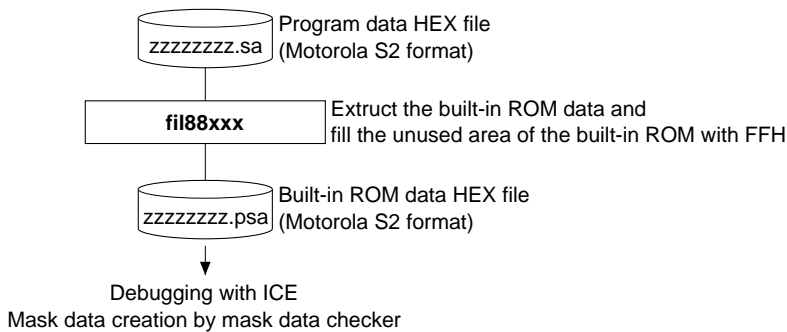 Program data HEX file
(Motorola S2 format)
zzzzzzzz.sa
fil88xxx
Extruct the built-in ROM data and
fill the unused area of the built-in ROM with FFH
Built-in ROM data HEX file
(Motorola S2 format)
zzzzzzzz.psa
Debugging with ICE
Mask data creation by mask data checker